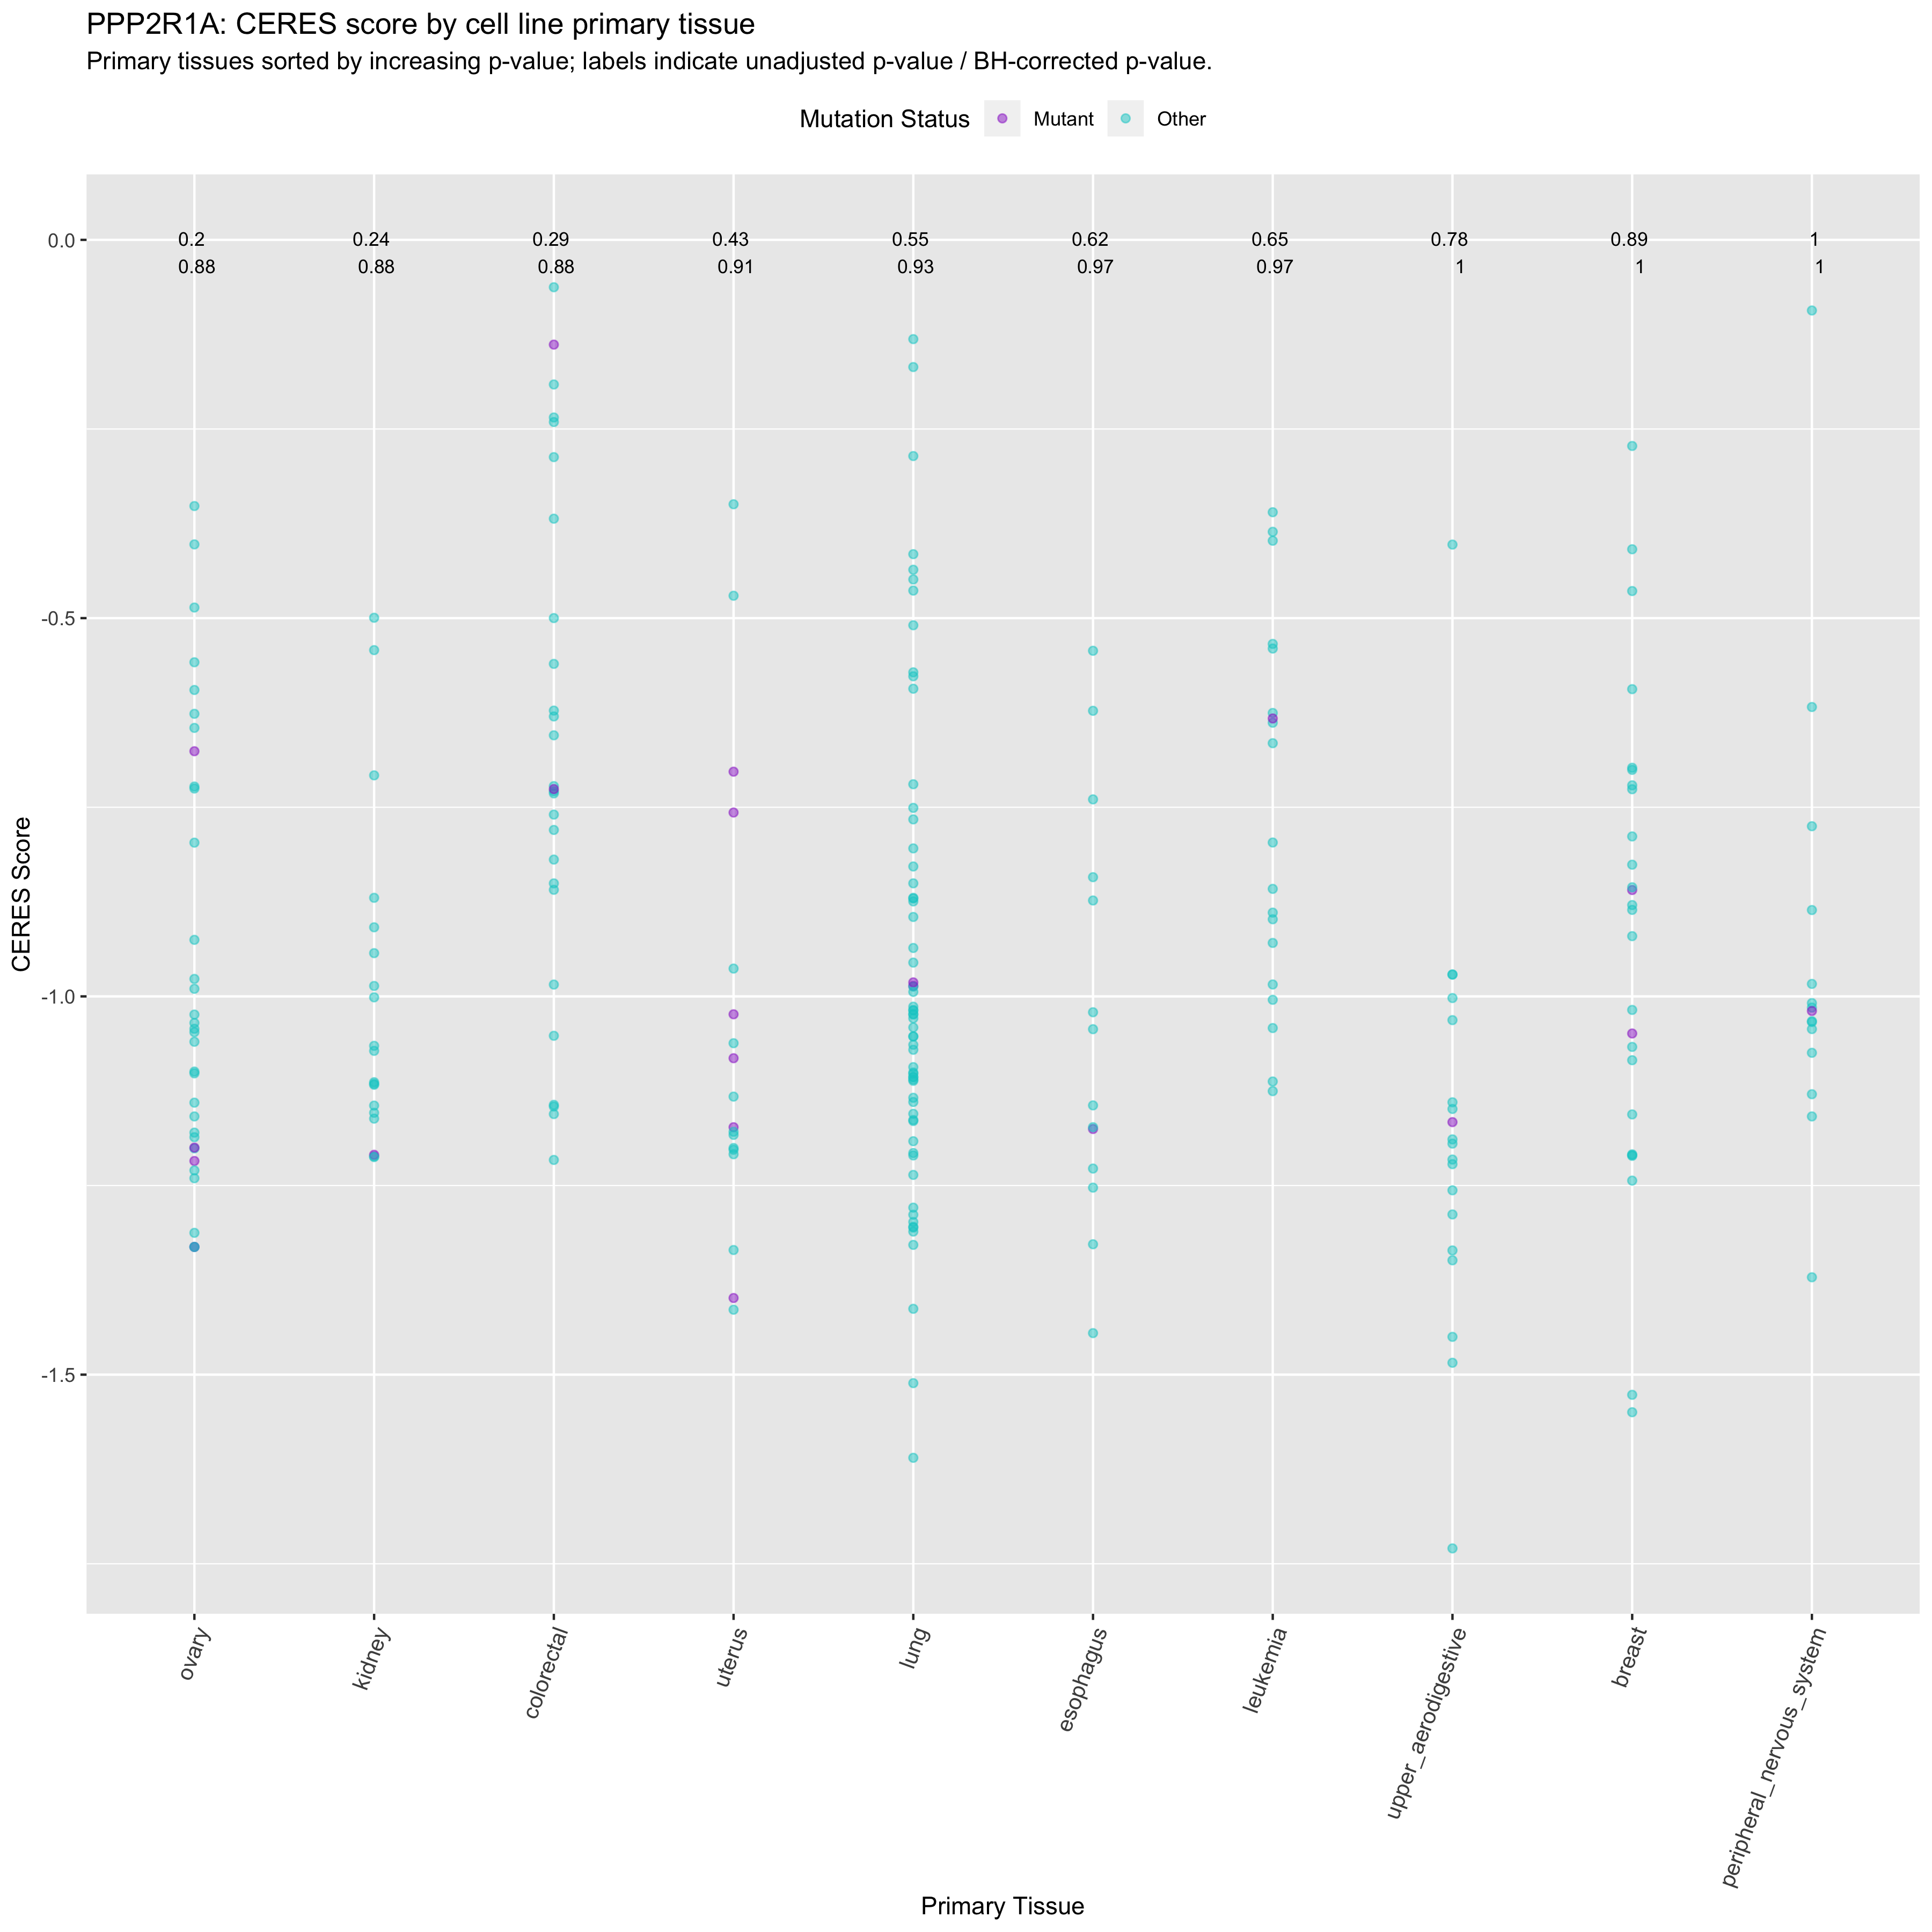 PPP2R1A: CERES score by cell line primary tissue
Primary tissues sorted by increasing p-value; labels indicate unadjusted p-value / BH-corrected p-value.
Mutation Status Mutant Other
0.2 0.24 0.29 0.43 0.55 0.62 0.65 0.78 0.89 1
0.88 0.88 0.88 0.91 0.93 0.97 0.97 1 1 1
0.0
-0.5
-1.0
-1.5
CERES Score
ovary kidney colorectal uterus lung esophagus leukemia upper_aerodigestive breast peripheral_nervous_system
Primary Tissue